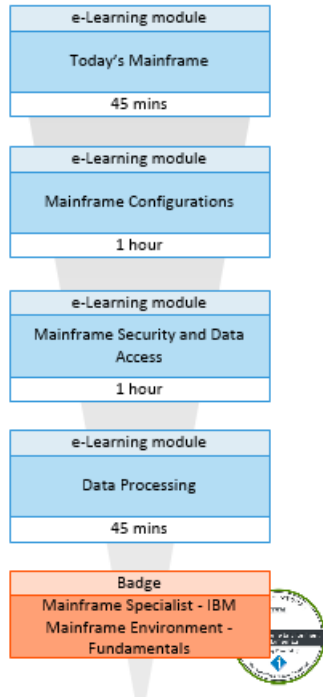 e-Learning module
Today's Mainframe
45 mins
e-Learning module
Mainframe Configurations
1 hour
e-Learning module
Mainframe Security and Data
Access
1 hour
e-Learning module
Data Processing
45 mins
Badge
Mainframe Specialist - IBM
Mainframe Environment -
Fundamentals